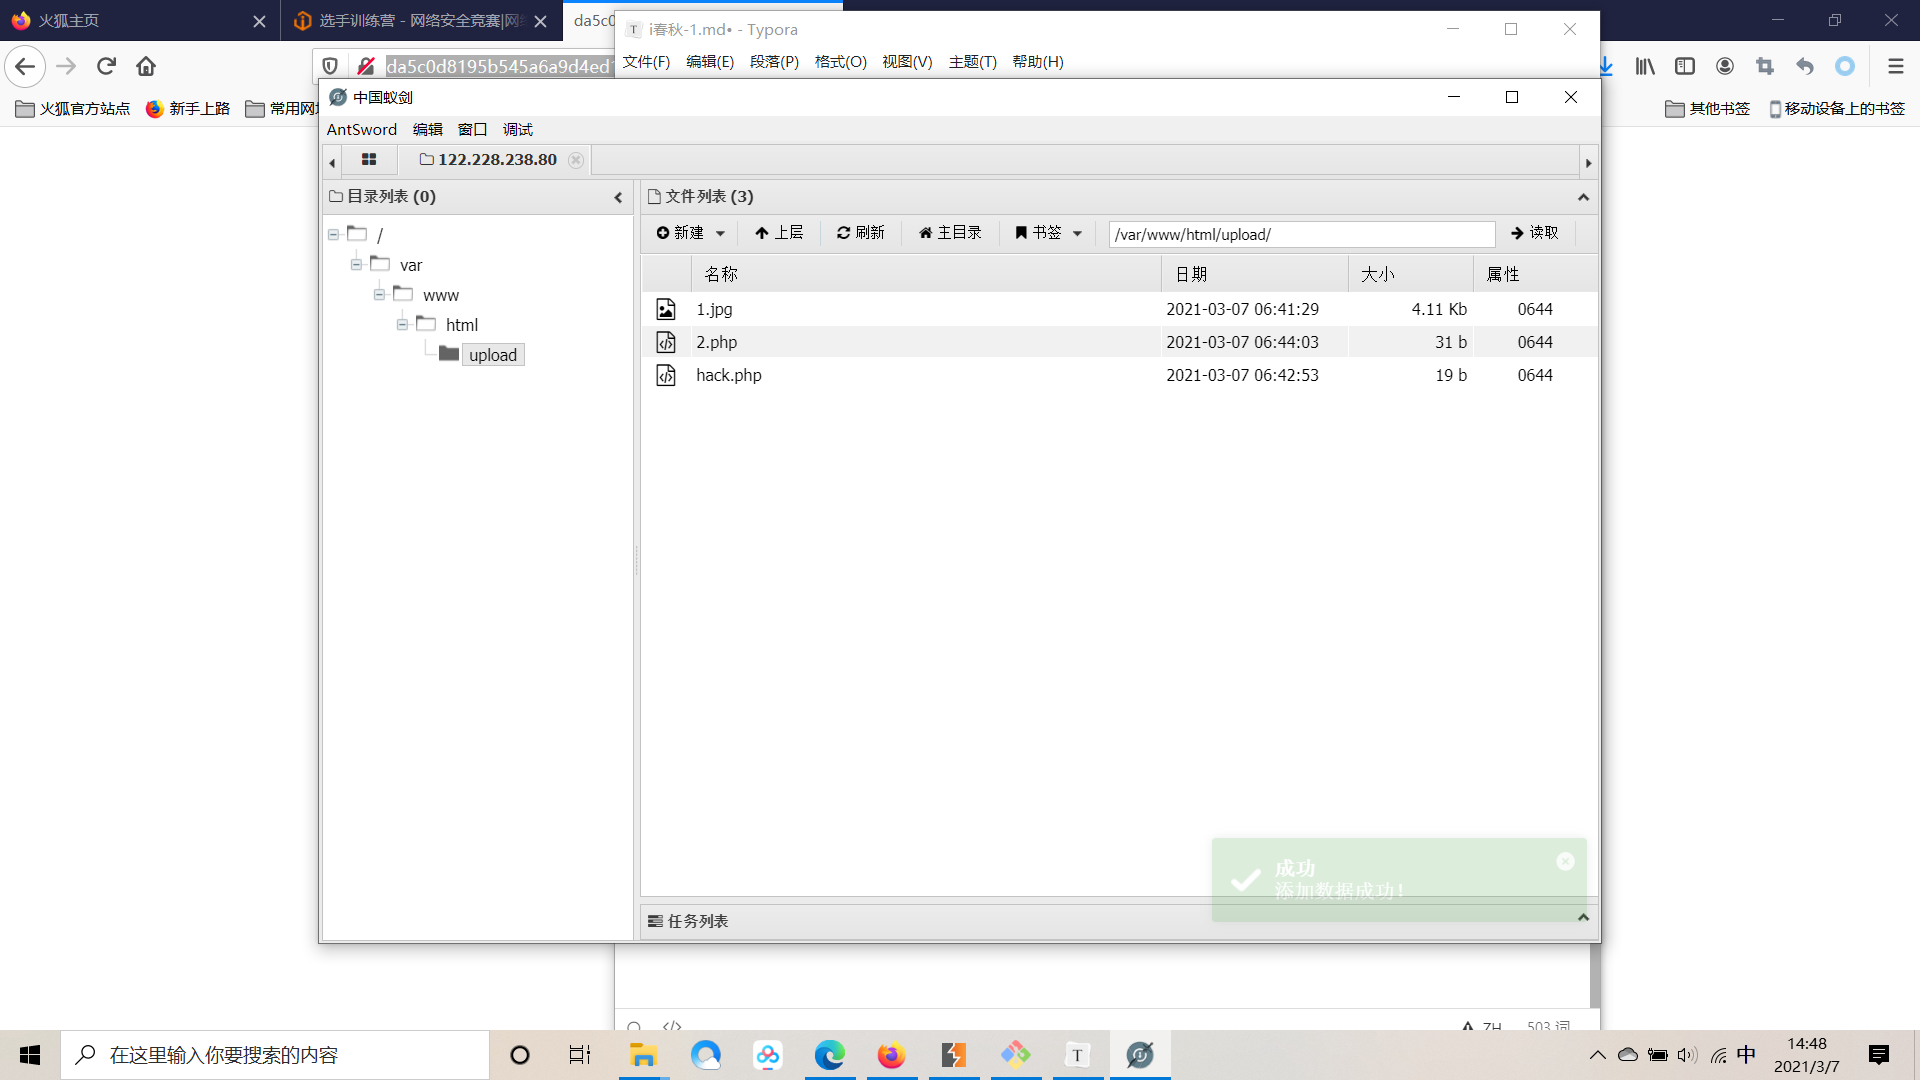 火狐主页
选手训练营 - 网络安全竞赛|网
da5c0
i春秋-1.md• - Typora
da5c0d8195b545a6a9d4ed1
文件(F) 编辑(E) 段落(P) 格式(O) 视图(V) 主题(T) 帮助(H)
火狐官方站点 新手上路 常用网
其他书签 移动设备上的书签
中国蚁剑
AntSword 编辑 窗口 调试
122.228.238.80
目录列表 (0)
文件列表 (3)
新建 上层 刷新 主目录 书签 /var/www/html/upload/ 读取
/
var
www
html
upload
名称 日期 大小 属性
1.jpg 2021-03-07 06:41:29 4.11 Kb 0644
2.php 2021-03-07 06:44:03 31 b 0644
hack.php 2021-03-07 06:42:53 19 b 0644
成功
添加数据成功!
任务列表
ZH 503 词
在这里输入你要搜索的内容
中
14:48
2021/3/7